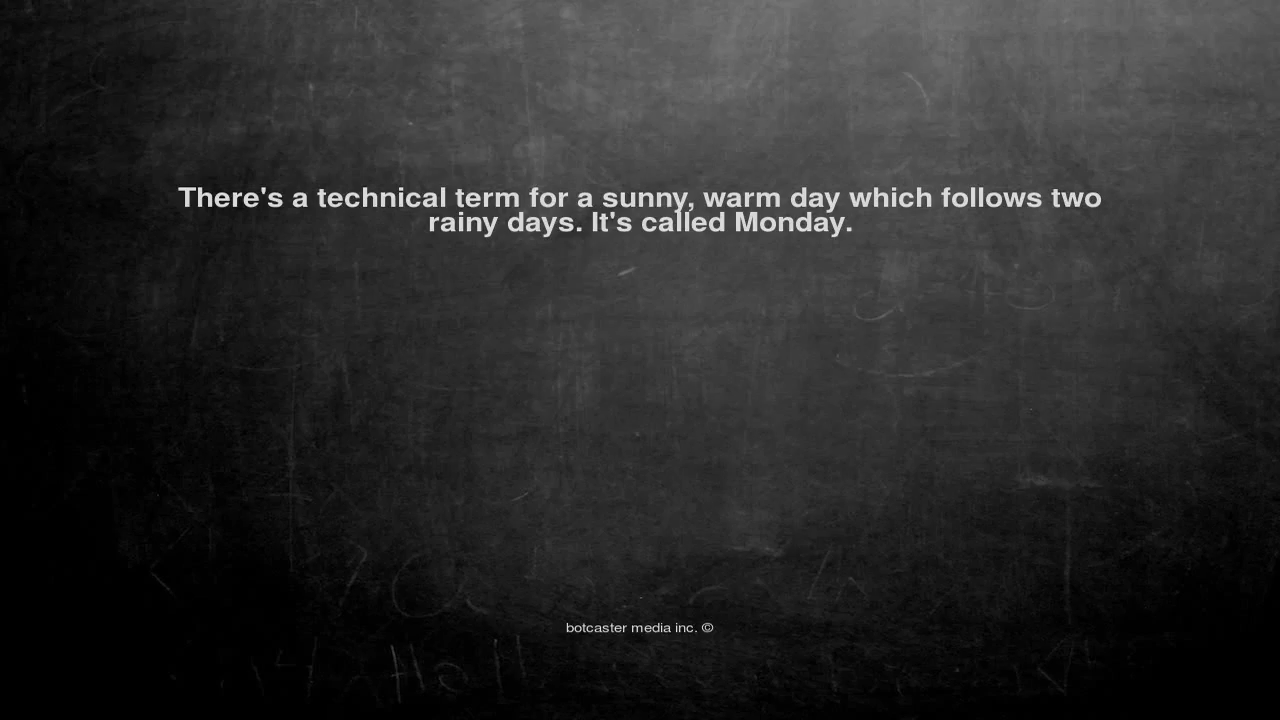 There's a technical term for a sunny, warm day which follows two
rainy days. It's called Monday.
botcaster media inc. ©